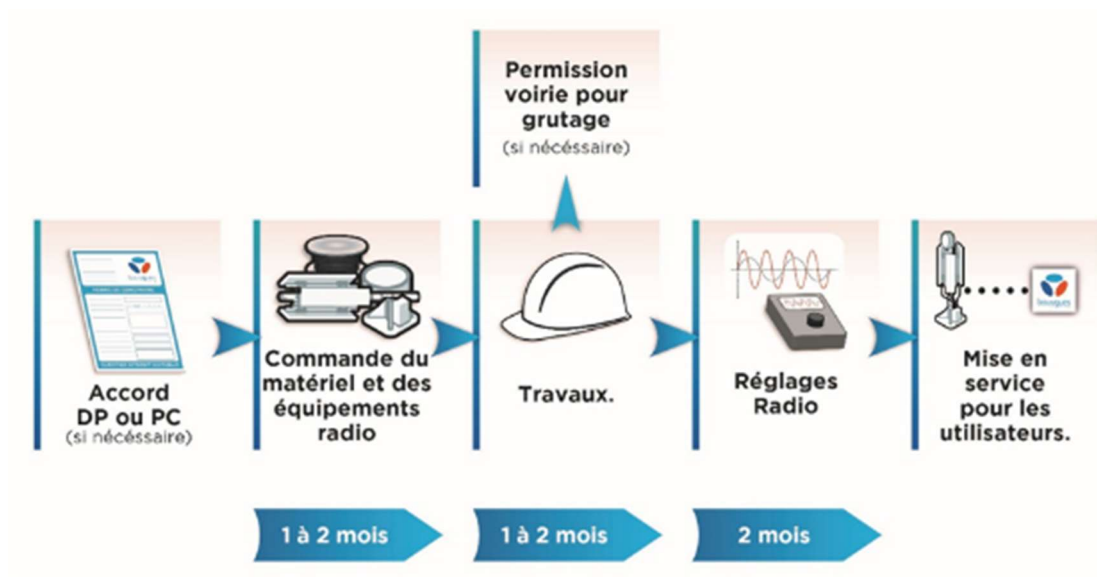 Permission
voirie pour
grutage
(si nécéssaire)
Accord
DP ou PC
(si nécéssaire)
Commande du
matériel et des
équipements
radio
Travaux.
Réglages
Radio
Mise en
service
pour les
utilisateurs.
1 à 2 mois
1 à 2 mois
2 mois